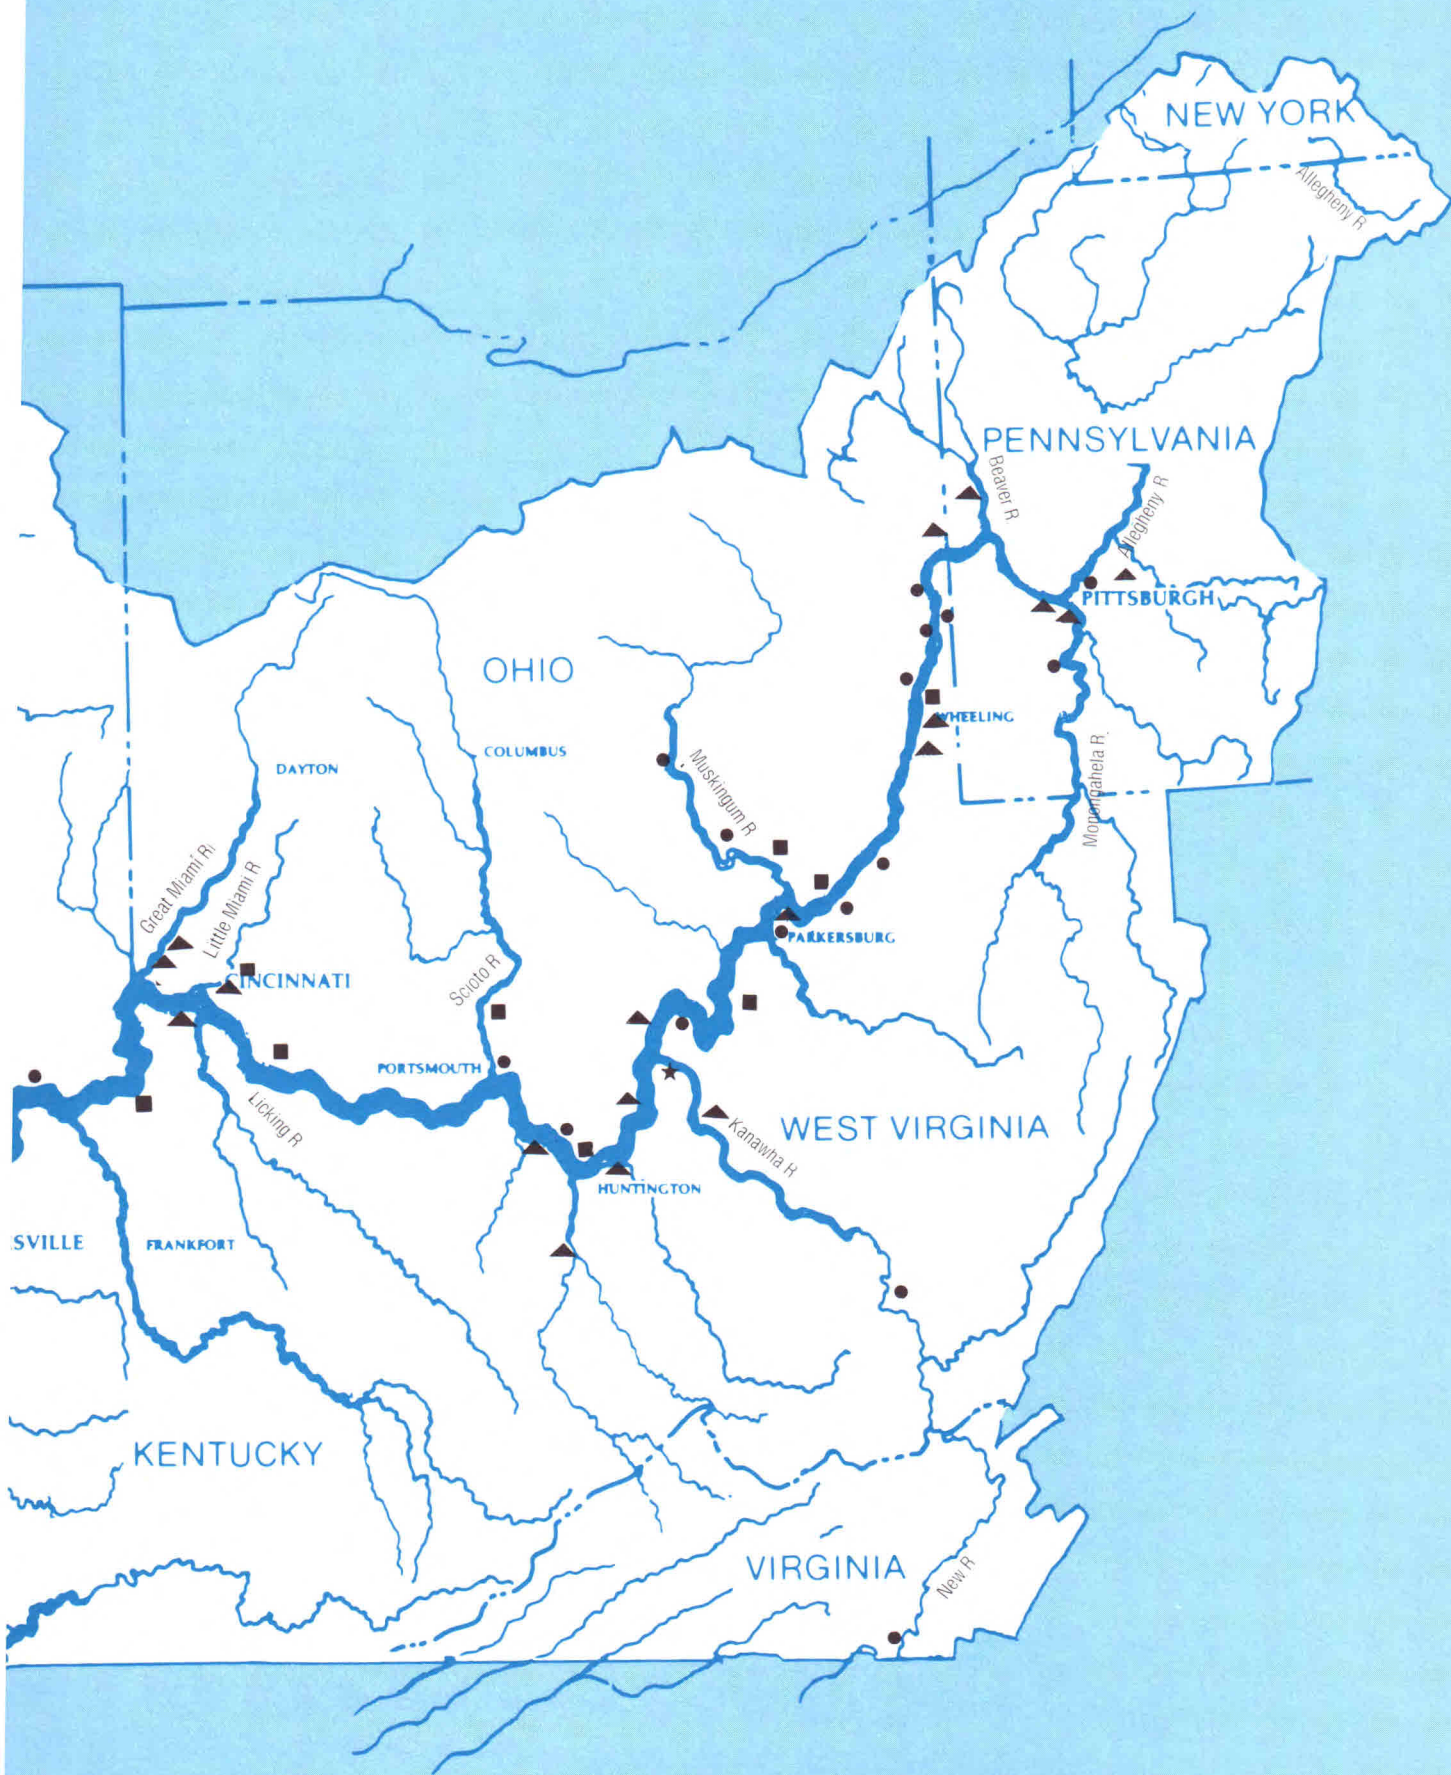 NEW YORK
Allegheny R
PENNSYLVANIA
Beaver R
Allegheny R
PITTSBURGH
OHIO
WHEELING
COLUMBUS
DAYTON
Muskingum R
Monongahela R.
Great Miami R
Little Miami R
PARKERSBURG
Scioto R
CINCINNATI
PORTSMOUTH
Licking R
Kanawha R
WEST VIRGINIA
HUNTINGTON
SVILLE
FRANKFORT
KENTUCKY
VIRGINIA
New R